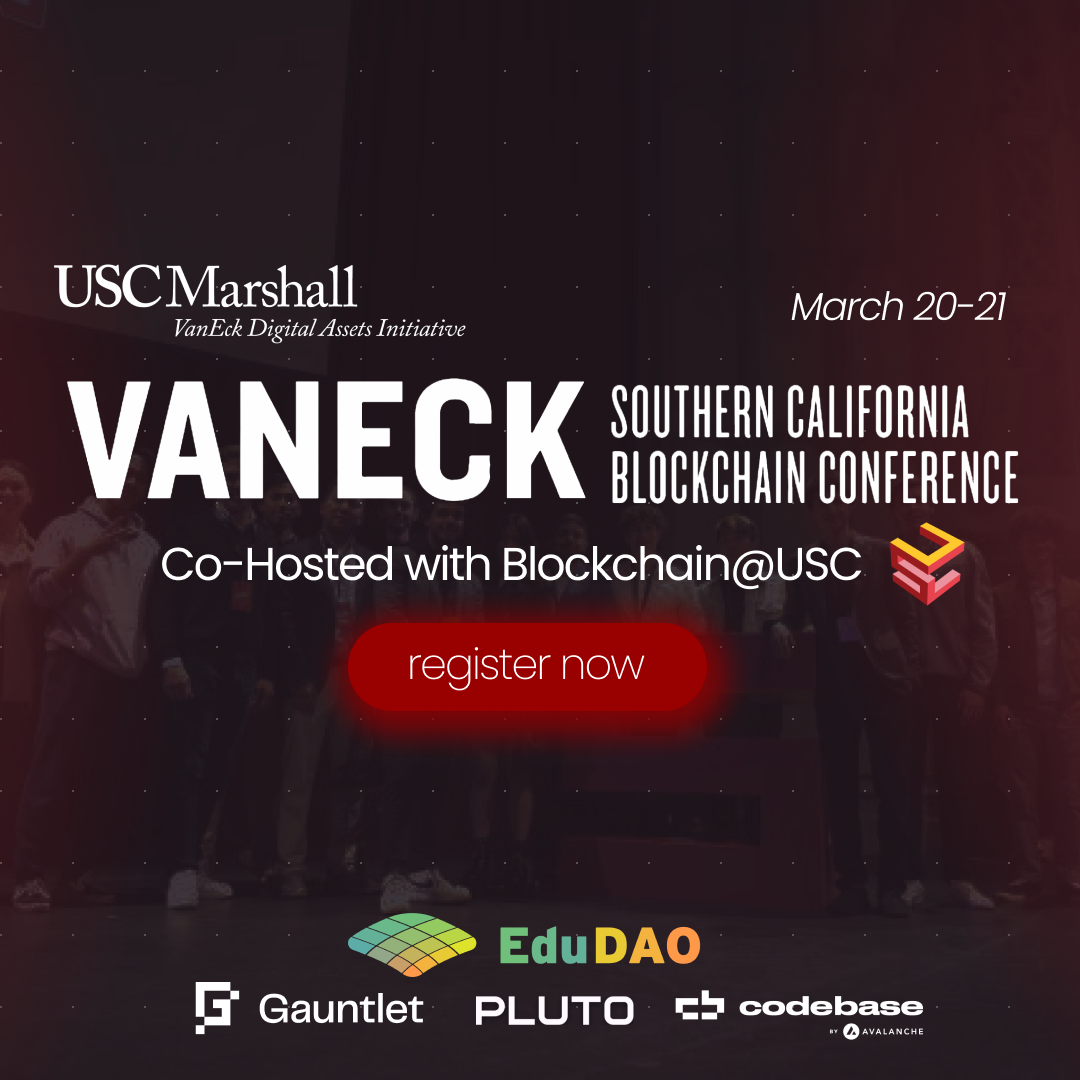 USC Marshall
VanEck Digital Assets Initiative
March 20-21
VANECK
SOUTHERN CALIFORNIA
BLOCKCHAIN CONFERENCE
Co-Hosted with Blockchain@USC
USC
register now
EduDAO
Gauntlet
PLUTO
codebase
BY AVALANCHE